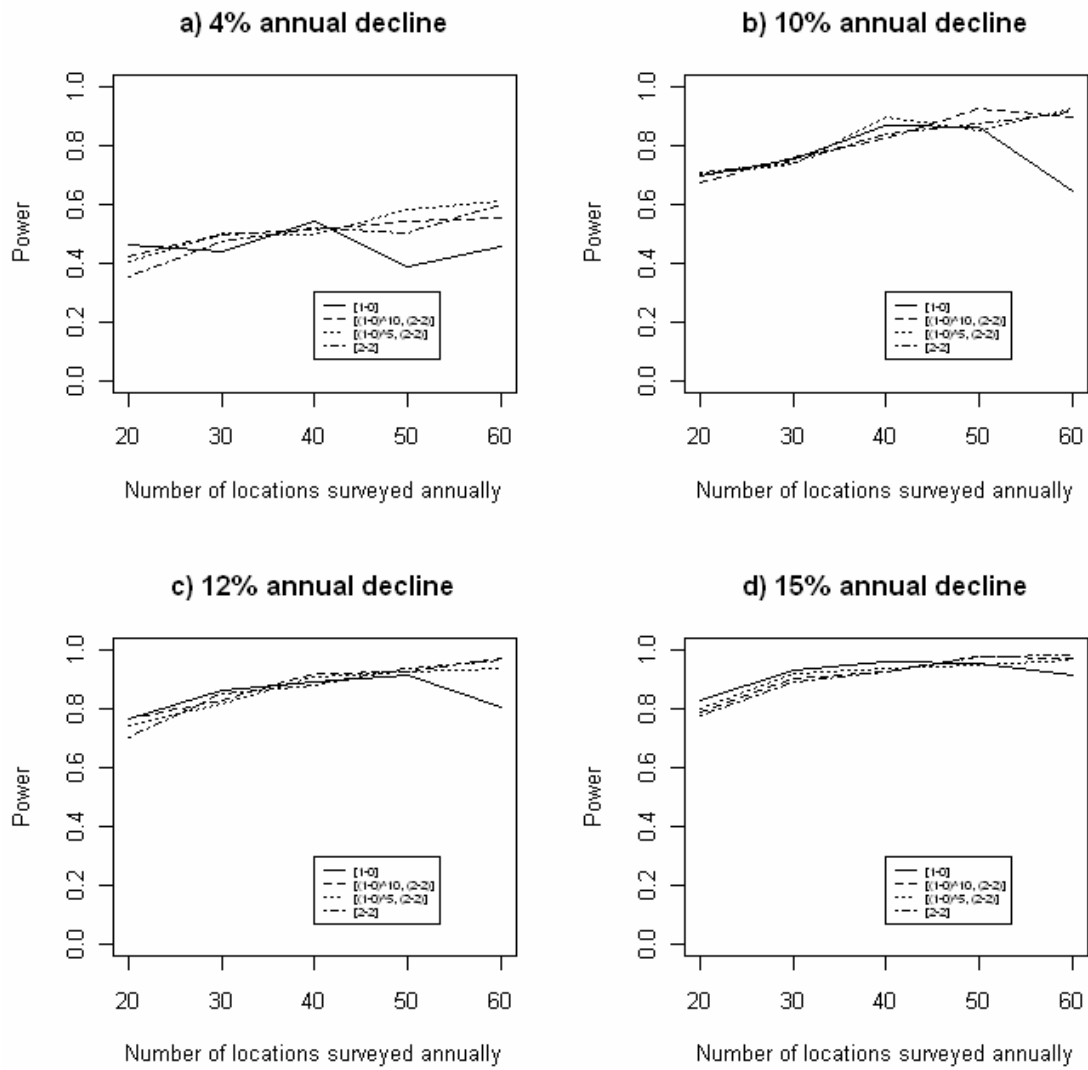 a) 4% annual decline
Power
1.0
0.8
0.6
0.4
0.2
0.0
[1-0]
[(1-0)^10, (2-2)]
[(1-0)^5, (2-2)]
[2-2]
20 30 40 50 60
Number of locations surveyed annually
b) 10% annual decline
Power
1.0
0.8
0.6
0.4
0.2
0.0
[1-0]
[(1-0)^10, (2-2)]
[(1-0)^5, (2-2)]
[2-2]
20 30 40 50 60
Number of locations surveyed annually
c) 12% annual decline
Power
1.0
0.8
0.6
0.4
0.2
0.0
[1-0]
[(1-0)^10, (2-2)]
[(1-0)^5, (2-2)]
[2-2]
20 30 40 50 60
Number of locations surveyed annually
d) 15% annual decline
Power
1.0
0.8
0.6
0.4
0.2
0.0
[1-0]
[(1-0)^10, (2-2)]
[(1-0)^5, (2-2)]
[2-2]
20 30 40 50 60
Number of locations surveyed annually